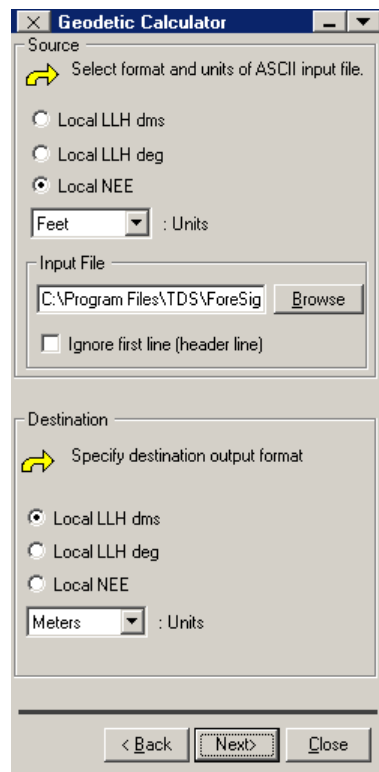 Geodetic Calculator
Source
Select format and units of ASCII input file.
Local LLH dms
Local LLH deg
Local NEE
Feet : Units
Input File
C:\Program Files\TDS\ForeSig Browse
Ignore first line (header line)
Destination
Specify destination output format
Local LLH dms
Local LLH deg
Local NEE
Meters : Units
< Back Next> Close